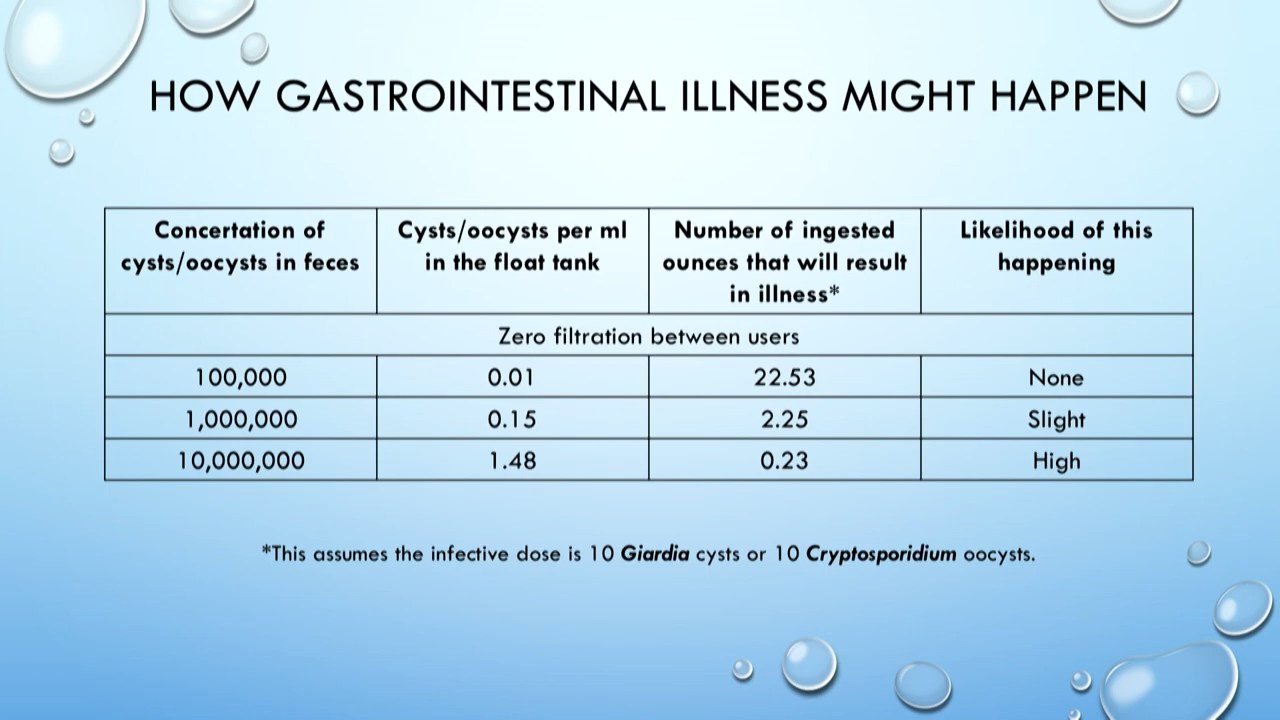 HOW GASTROINTESTINAL ILLNESS MIGHT HAPPEN
Concertation of
cysts/oocysts in feces
Cysts/oocysts per ml
in the float tank
Number of ingested
ounces that will result
in illness*
Likelihood of this
happening
Zero filtration between users
100,000 0.01 22.53 None
1,000,000 0.15 2.25 Slight
10,000,000 1.48 0.23 High
*This assumes the infective dose is 10 Giardia cysts or 10 Cryptosporidium oocysts.